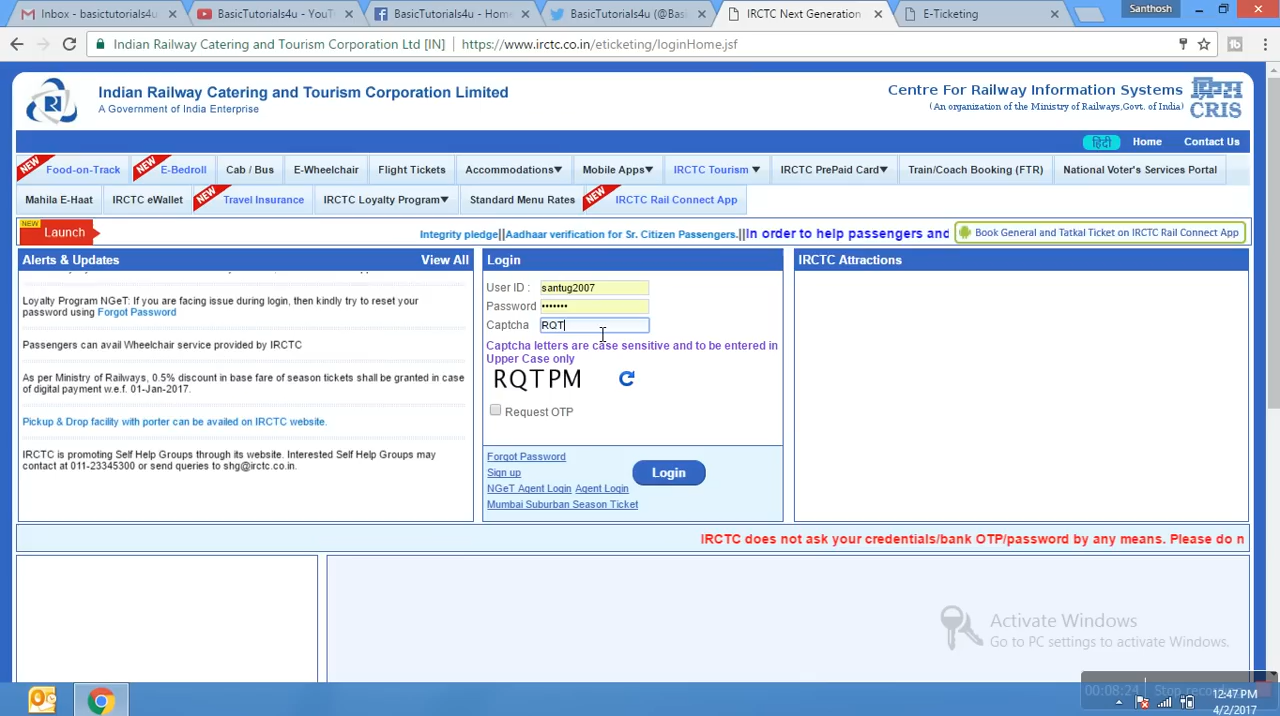 Inbox - basictutorials4u
BasicTutorials4U - YouT
BasicTutorials4u - Home
BasicTutorials4U (@Basi
IRCTC Next Generation
E-Ticketing
Santhosh
Indian Railway Catering and Tourism Corporation Ltd [IN]
https://www.irctc.co.in/eticketing/loginHome.jsf
Indian Railway Catering and Tourism Corporation Limited
A Government of India Enterprise
Centre For Railway Information Systems
(An organization of the Ministry of Railways,Govt. of India)
CRIS
हिंदी
Home
Contact Us
NEW Food-on-Track
NEW E-Bedroll
Cab / Bus
E-Wheelchair
Flight Tickets
Accommodations▼
Mobile Apps▼
IRCTC Tourism ▼
IRCTC PrePaid Card▼
Train/Coach Booking (FTR)
National Voter's Services Portal
Mahila E-Haat
IRCTC eWallet
NEW Travel Insurance
IRCTC Loyalty Program▼
Standard Menu Rates
NEW IRCTC Rail Connect App
NEW
Launch
Integrity pledge||Aadhaar verification for Sr. Citizen Passengers.||In order to help passengers and
Book General and Tatkal Ticket on IRCTC Rail Connect App
Alerts & Updates
View All
Loyalty Program NGeT: If you are facing issue during login, then kindly try to reset your
password using Forgot Password
Passengers can avail Wheelchair service provided by IRCTC
As per Ministry of Railways, 0.5% discount in base fare of season tickets shall be granted in case
of digital payment w.e.f. 01-Jan-2017.
Pickup & Drop facility with porter can be availed on IRCTC website.
IRCTC is promoting Self Help Groups through its website. Interested Self Help Groups may
contact at 011-23345300 or send queries to shg@irctc.co.in.
Login
User ID : santug2007
Password •••••••
Captcha RQT
Captcha letters are case sensitive and to be entered in
Upper Case only
RQTPM
Request OTP
Forgot Password
Sign up
NGeT Agent Login Agent Login
Mumbai Suburban Season Ticket
Login
IRCTC Attractions
IRCTC does not ask your credentials/bank OTP/password by any means. Please do n
Activate Windows
Go to PC settings to activate Windows.
00:08:24
Stop recording
12:47 PM
4/2/2017